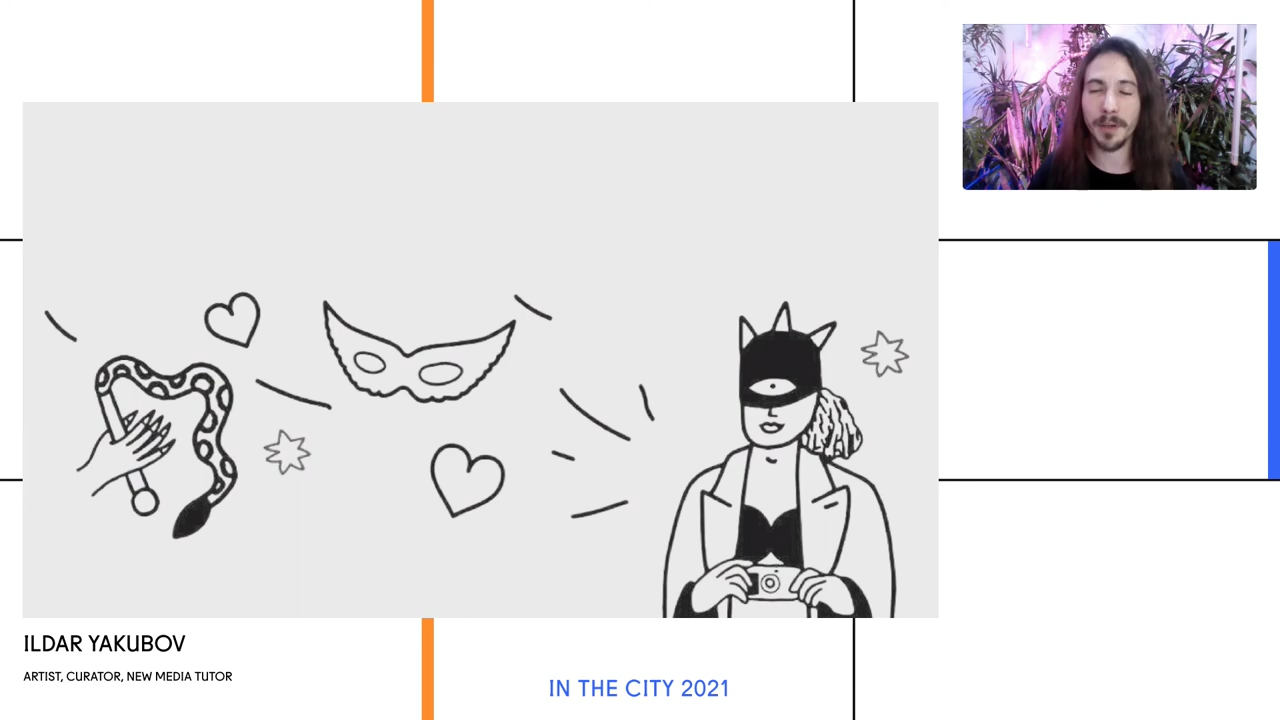 ILDAR YAKUBOV
ARTIST, CURATOR, NEW MEDIA TUTOR
IN THE CITY 2021